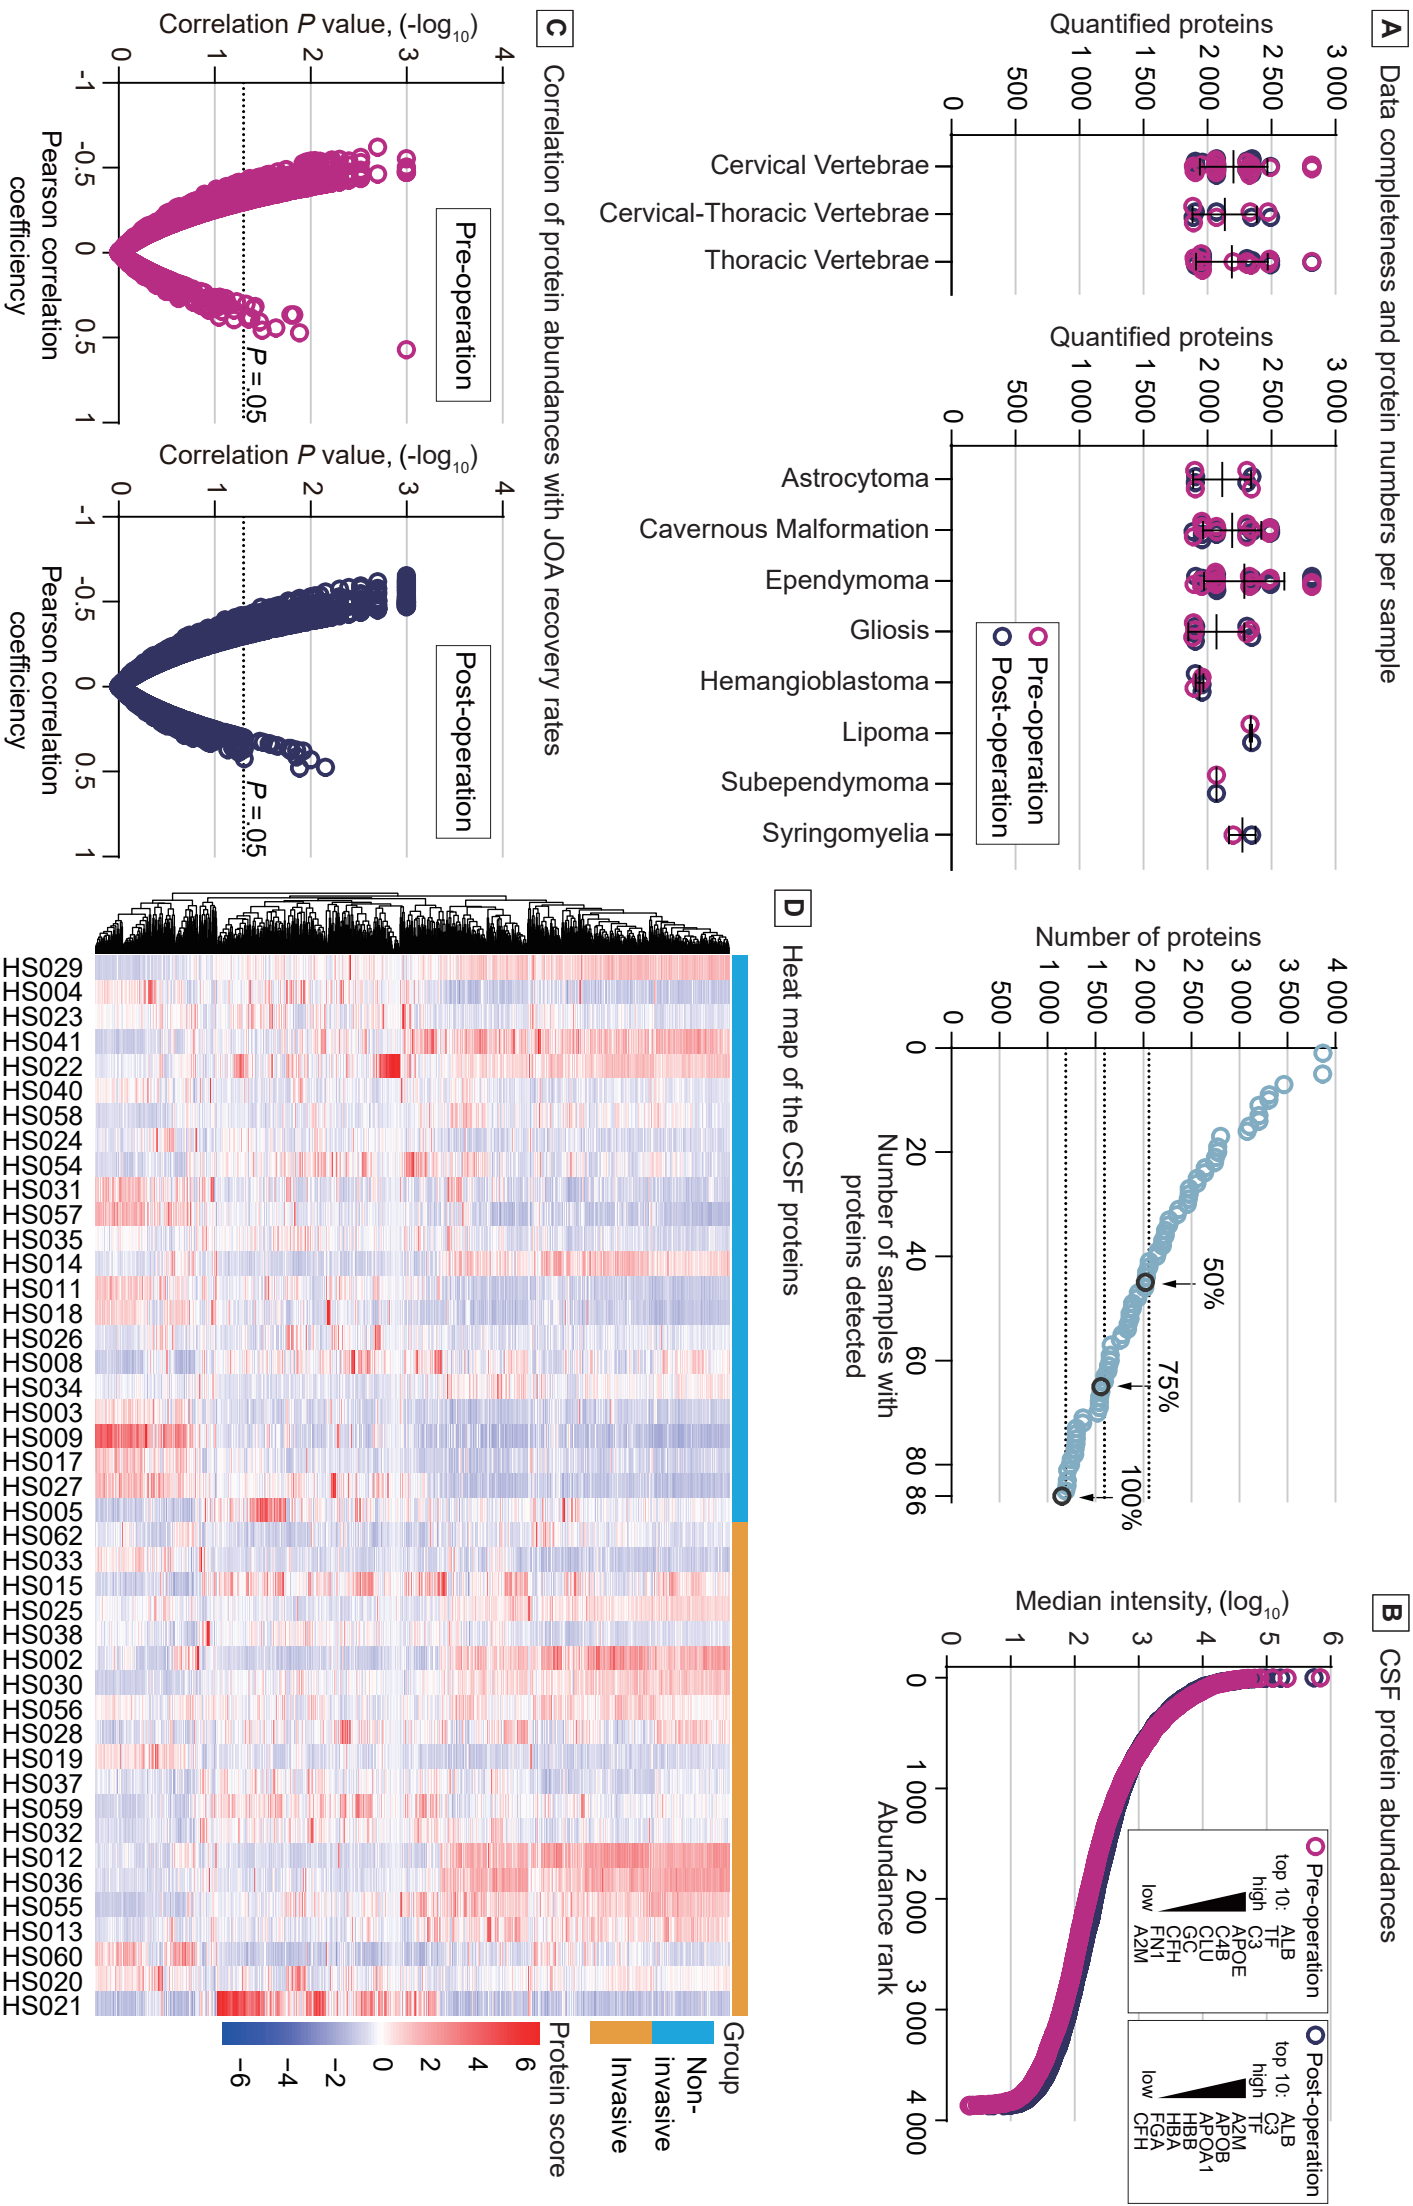 A Data completeness and protein numbers per sample
Quantified proteins
3 000
2 500
2 000
1 500
1 000
500
0
Cervical Vertebrae
Cervical-Thoracic Vertebrae
Thoracic Vertebrae
Quantified proteins
3 000
2 500
2 000
1 500
1 000
500
0
Astrocytoma
Cavernous Malformation
Ependymoma
Gliosis
Hemangioblastoma
Lipoma
Subependymoma
Syringomyelia
Pre-operation
Post-operation
Number of proteins
4 000
3 500
3 000
2 500
2 000
1 500
1 000
500
0
0
20
40
60
80
86
50%
75%
100%
Number of samples with
proteins detected
B CSF protein abundances
Median intensity, (log10)
6
5
4
3
2
1
0
0
1 000
2 000
3 000
4 000
Abundance rank
Pre-operation
top 10:
high
low
ALB
TF
C3
APOE
C4B
CLU
GC
CFH
FN1
A2M
Post-operation
top 10:
high
low
ALB
C3
TF
A2M
APOB
APOA1
HBB
HBA
FGA
CFH
C Correlation of protein abundances with JOA recovery rates
Correlation P value, (-log10)
4
3
2
1
0
-1
-0.5
0
0.5
1
Pre-operation
P = .05
Pearson correlation
coefficiency
Correlation P value, (-log10)
4
3
2
1
0
-1
-0.5
0
0.5
1
Post-operation
P = .05
Pearson correlation
coefficiency
D Heat map of the CSF proteins
HS029
HS004
HS023
HS041
HS022
HS040
HS058
HS024
HS054
HS031
HS057
HS035
HS014
HS011
HS018
HS026
HS008
HS034
HS003
HS009
HS017
HS027
HS005
HS062
HS033
HS015
HS025
HS038
HS002
HS030
HS056
HS028
HS019
HS037
HS059
HS032
HS012
HS036
HS055
HS013
HS060
HS020
HS021
Group
Non-
invasive
Invasive
Protein score
6
4
2
0
−2
−4
−6